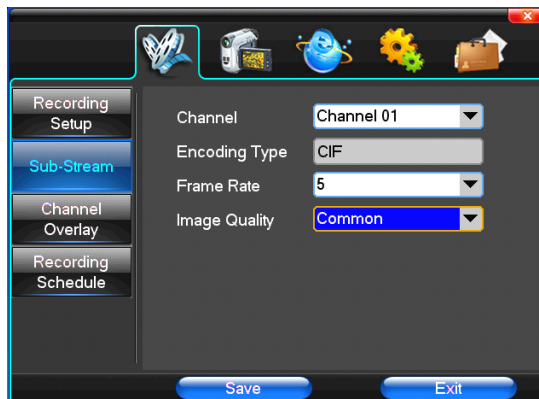 Recording
Setup
Sub-Stream
Channel
Overlay
Recording
Schedule
Channel
Channel 01
Encoding Type
CIF
Frame Rate
5
Image Quality
Common
Save
Exit